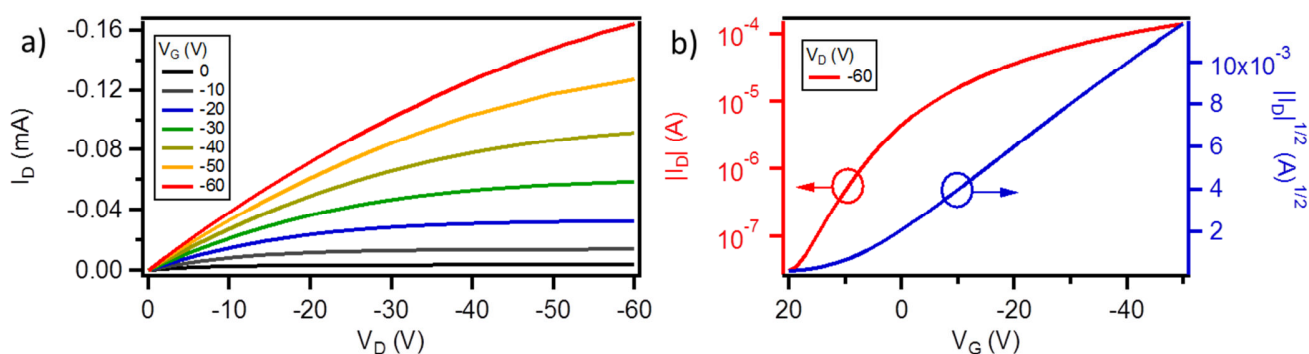 a)
I_D (mA)
-0.16
-0.12
-0.08
-0.04
0.00
V_G (V)
0
-10
-20
-30
-40
-50
-60
0 -10 -20 -30 -40 -50 -60
V_D (V)
b)
|I_D| (A)
10^-4
10^-5
10^-6
10^-7
V_D (V)
-60
10x10^-3
8
6
4
2
|I_D|^1/2 (A)^1/2
20 0 -20 -40
V_G (V)